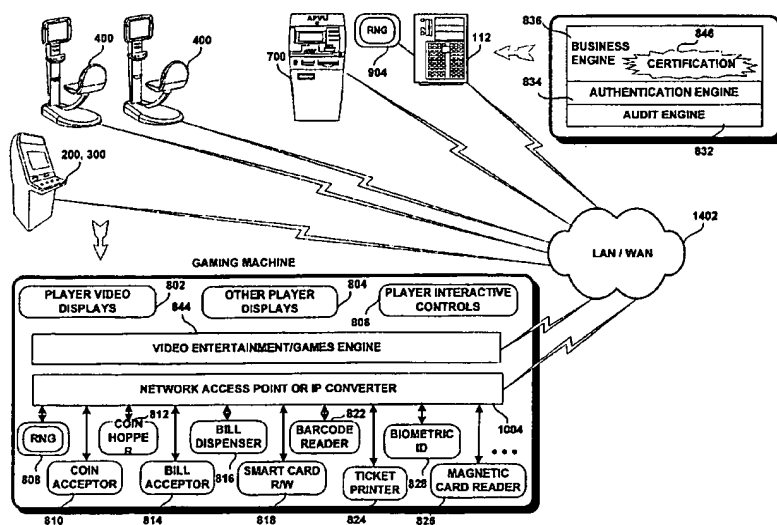 400
400
700
APVU
RNG
904
112
836
BUSINESS
ENGINE
846
CERTIFICATION
834
AUTHENTICATION ENGINE
AUDIT ENGINE
832
200, 300
LAN / WAN
1402
GAMING MACHINE
PLAYER VIDEO
DISPLAYS
802
OTHER PLAYER
DISPLAYS
804
PLAYER INTERACTIVE
CONTROLS
806
844
VIDEO ENTERTAINMENT/GAMES ENGINE
NETWORK ACCESS POINT OR IP CONVERTER
1004
RNG
808
COIN
HOPPE
R
812
BILL
DISPENSER
816
BARCODE
READER
822
BIOMETRIC
ID
828
COIN
ACCEPTOR
810
BILL
ACCEPTOR
814
SMART CARD
R/W
818
TICKET
PRINTER
824
MAGNETIC
CARD READER
826